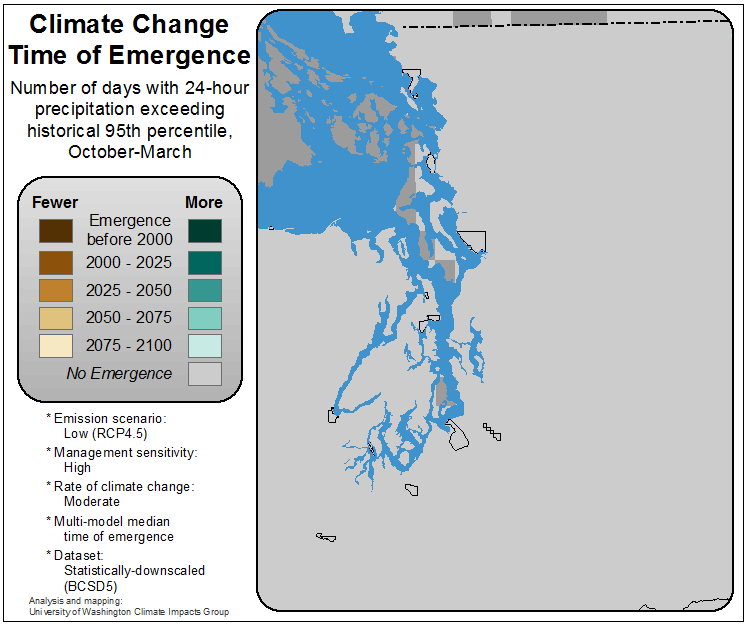 Climate Change
Time of Emergence
Number of days with 24-hour
precipitation exceeding
historical 95th percentile,
October-March
Fewer More
Emergence
before 2000
2000 - 2025
2025 - 2050
2050 - 2075
2075 - 2100
No Emergence
* Emission scenario:
Low (RCP4.5)
* Management sensitivity:
High
* Rate of climate change:
Moderate
* Multi-model median
time of emergence
* Dataset:
Statistically-downscaled
(BCSD5)
Analysis and mapping:
University of Washington Climate Impacts Group